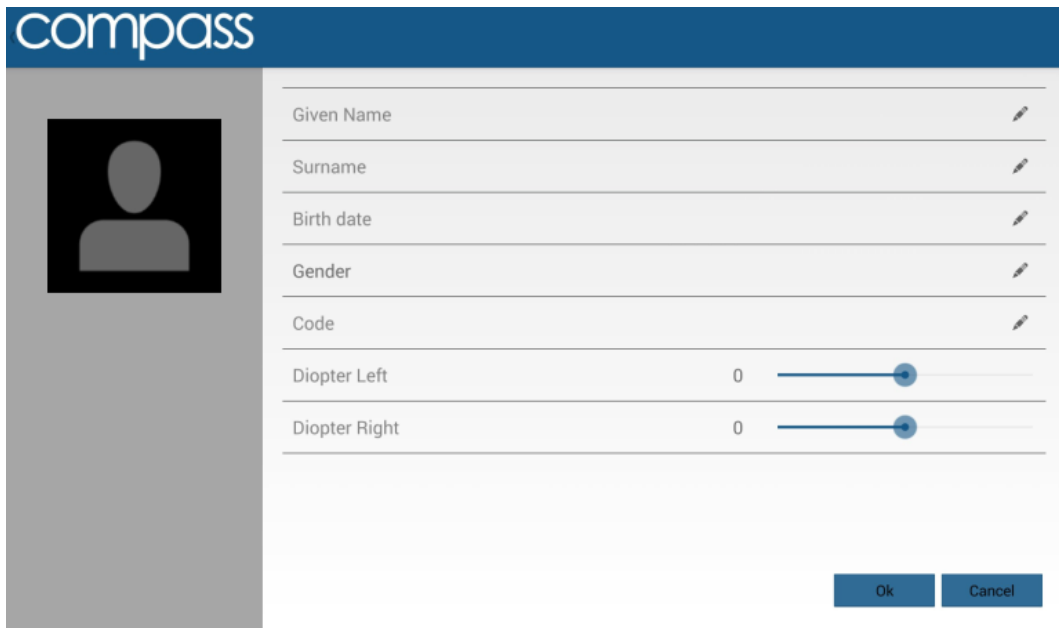 compass
Given Name
Surname
Birth date
Gender
Code
Diopter Left 0
Diopter Right 0
Ok Cancel